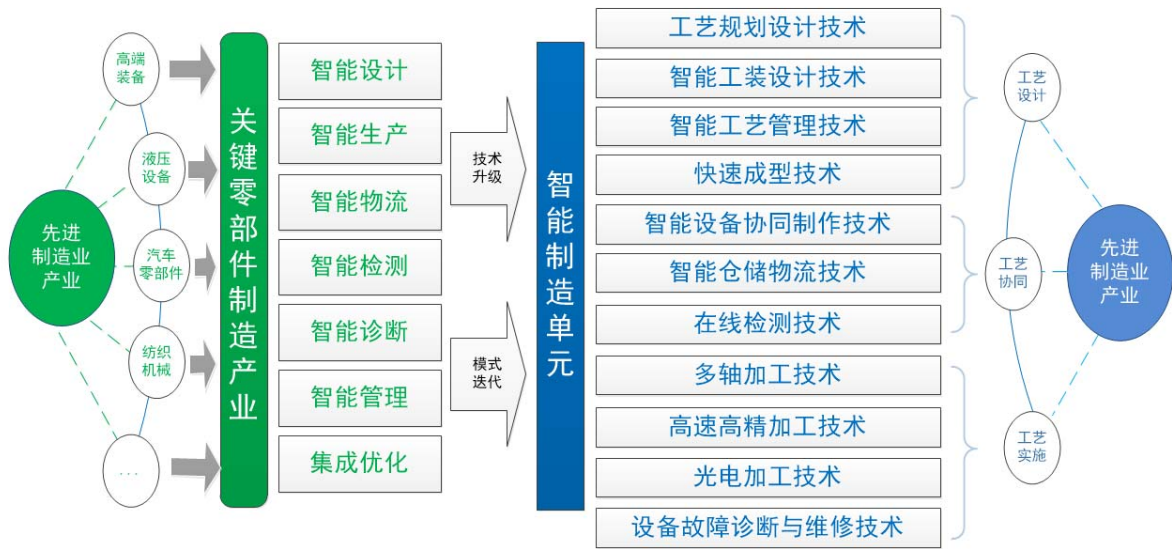 先进
制造业
产业
高端
装备
液压
设备
汽车
零部件
纺织
机械
...
关键零部件制造产业
智能设计
智能生产
智能物流
智能检测
智能诊断
智能管理
集成优化
技术
升级
模式
迭代
智能制造单元
工艺规划设计技术
智能工装设计技术
智能工艺管理技术
快速成型技术
智能设备协同制作技术
智能仓储物流技术
在线检测技术
多轴加工技术
高速高精加工技术
光电加工技术
设备故障诊断与维修技术
工艺
设计
工艺
协同
工艺
实施
先进
制造业
产业